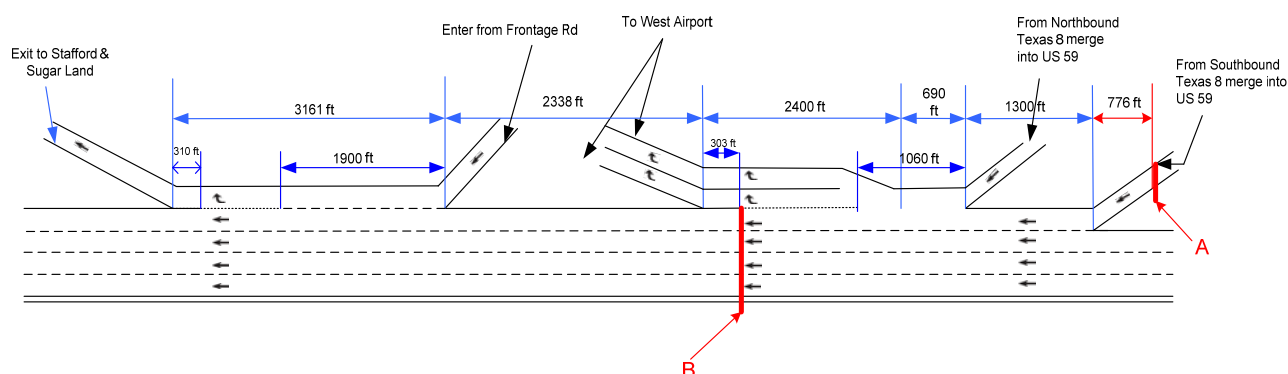 Exit to Stafford &
Sugar Land
Enter from Frontage Rd
To West Airport
From Northbound
Texas 8 merge
into US 59
From Southbound
Texas 8 merge into
US 59
3161 ft
2338 ft
2400 ft
690
ft
1300 ft
776 ft
310 ft
1900 ft
303 ft
1060 ft
A
B